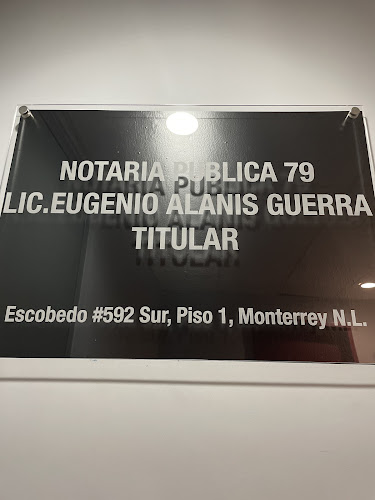 NOTARIA PUBLICA 79
LIC.EUGENIO ALANIS GUERRA
TITULAR
Escobedo #592 Sur, Piso 1, Monterrey N.L.